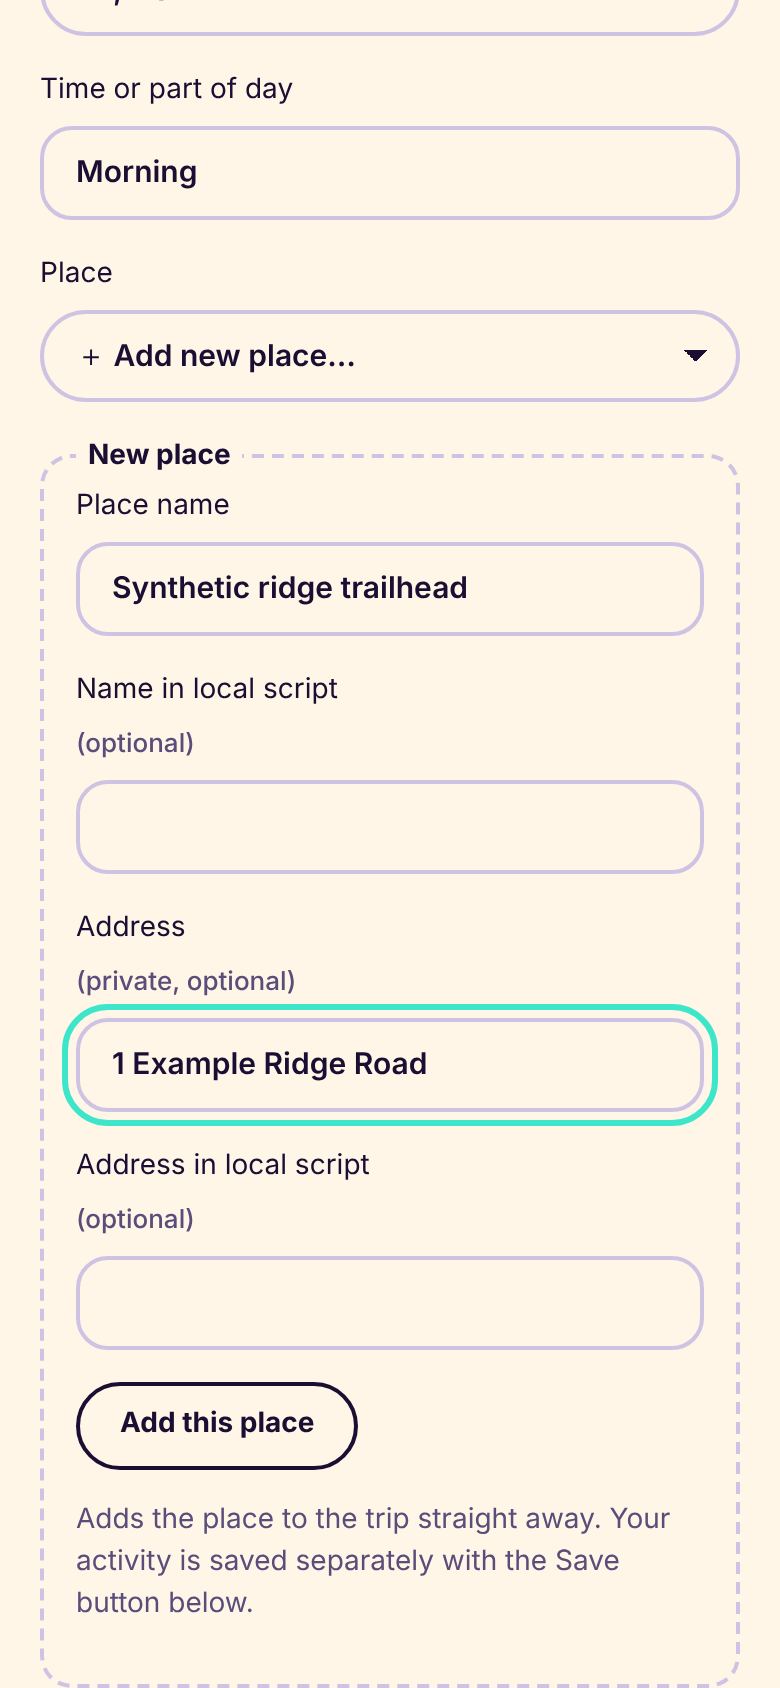 Time or part of day
Morning
Place
+ Add new place...
New place
Place name
Synthetic ridge trailhead
Name in local script
(optional)
Address
(private, optional)
1 Example Ridge Road
Address in local script
(optional)
Add this place
Adds the place to the trip straight away. Your
activity is saved separately with the Save
button below.